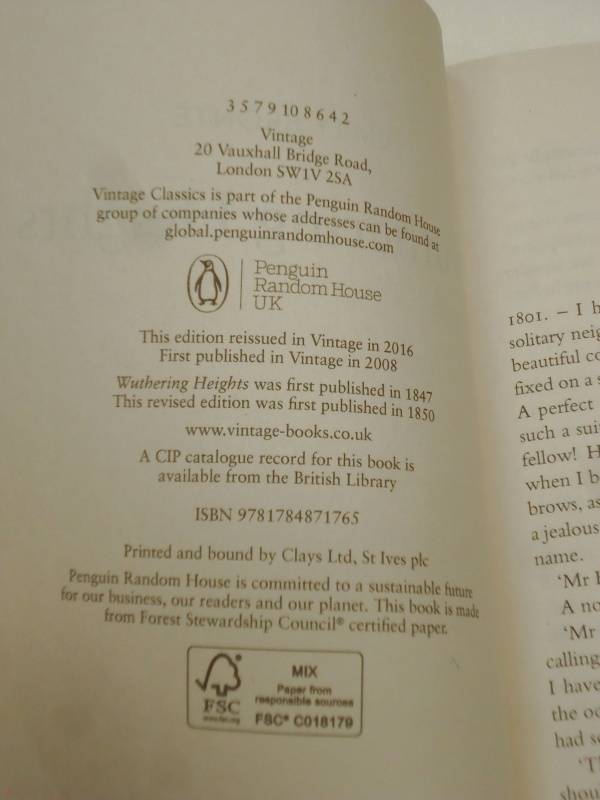 3 5 7 9 10 8 6 4 2
Vintage
20 Vauxhall Bridge Road,
London SW1V 2SA
Vintage Classics is part of the Penguin Random House
group of companies whose addresses can be found at
global.penguinrandomhouse.com
Penguin
Random House
UK
This edition reissued in Vintage in 2016
First published in Vintage in 2008
Wuthering Heights was first published in 1847
This revised edition was first published in 1850
www.vintage-books.co.uk
A CIP catalogue record for this book is
available from the British Library
ISBN 9781784871765
Printed and bound by Clays Ltd, St Ives plc
Penguin Random House is committed to a sustainable future
for our business, our readers and our planet. This book is made
from Forest Stewardship Council® certified paper.
FSC
www.fsc.org
MIX
Paper from
responsible sources
FSC® C018179
1801. – I
solitary
beautiful
fixed on a
A perfect
such a
fellow!
when I
brows,
a jealous
name.
'Mr
A
'Mr
calling
I have
the
had